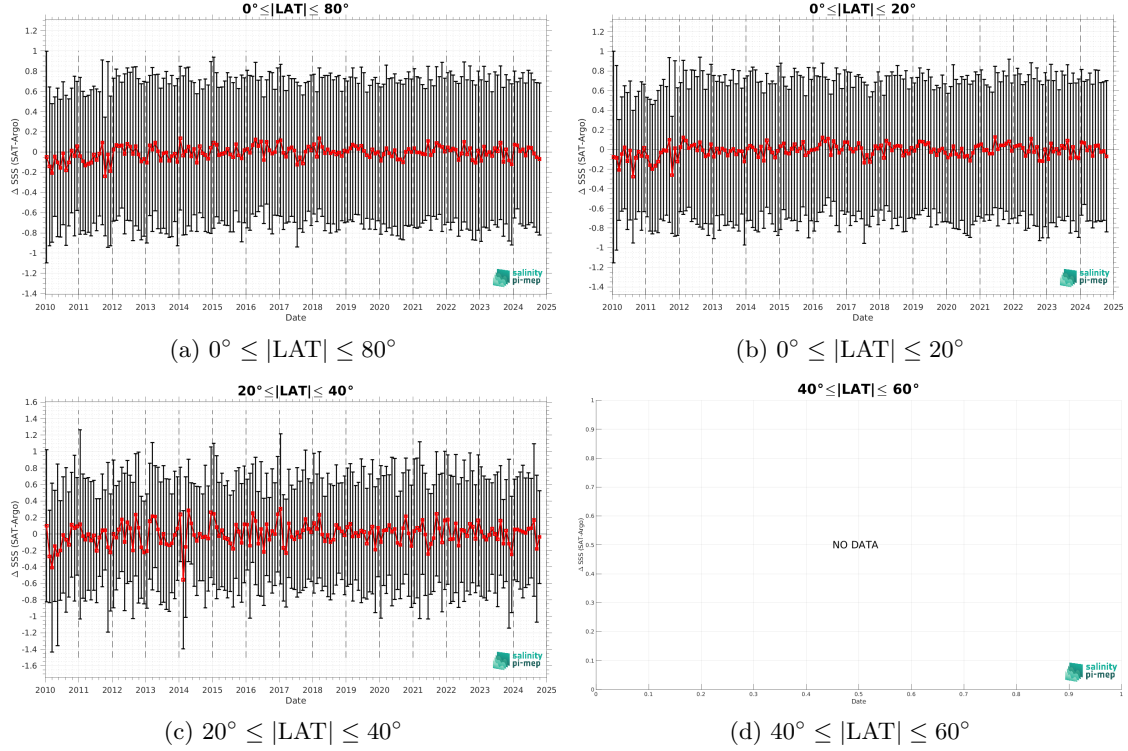 0°≤|LAT|≤ 80°
Δ SSS (SAT-Argo)
1.2
1
0.8
0.6
0.4
0.2
0
-0.2
-0.4
-0.6
-0.8
-1
-1.2
-1.4
2010 2011 2012 2013 2014 2015 2016 2017 2018 2019 2020 2021 2022 2023 2024 2025
Date
salinity
pi-mep
(a) 0° ≤ |LAT| ≤ 80°
0°≤|LAT|≤ 20°
Δ SSS (SAT-Argo)
1.2
1
0.8
0.6
0.4
0.2
0
-0.2
-0.4
-0.6
-0.8
-1
-1.2
-1.4
2010 2011 2012 2013 2014 2015 2016 2017 2018 2019 2020 2021 2022 2023 2024 2025
Date
salinity
pi-mep
(b) 0° ≤ |LAT| ≤ 20°
20°≤|LAT|≤ 40°
Δ SSS (SAT-Argo)
1.6
1.4
1.2
1
0.8
0.6
0.4
0.2
0
-0.2
-0.4
-0.6
-0.8
-1
-1.2
-1.4
-1.6
2010 2011 2012 2013 2014 2015 2016 2017 2018 2019 2020 2021 2022 2023 2024 2025
Date
salinity
pi-mep
(c) 20° ≤ |LAT| ≤ 40°
40°≤|LAT|≤ 60°
Δ SSS (SAT-Argo)
1
0.9
0.8
0.7
0.6
0.5
0.4
0.3
0.2
0.1
0
NO DATA
0 0.1 0.2 0.3 0.4 0.5 0.6 0.7 0.8 0.9 1
Date
salinity
pi-mep
(d) 40° ≤ |LAT| ≤ 60°